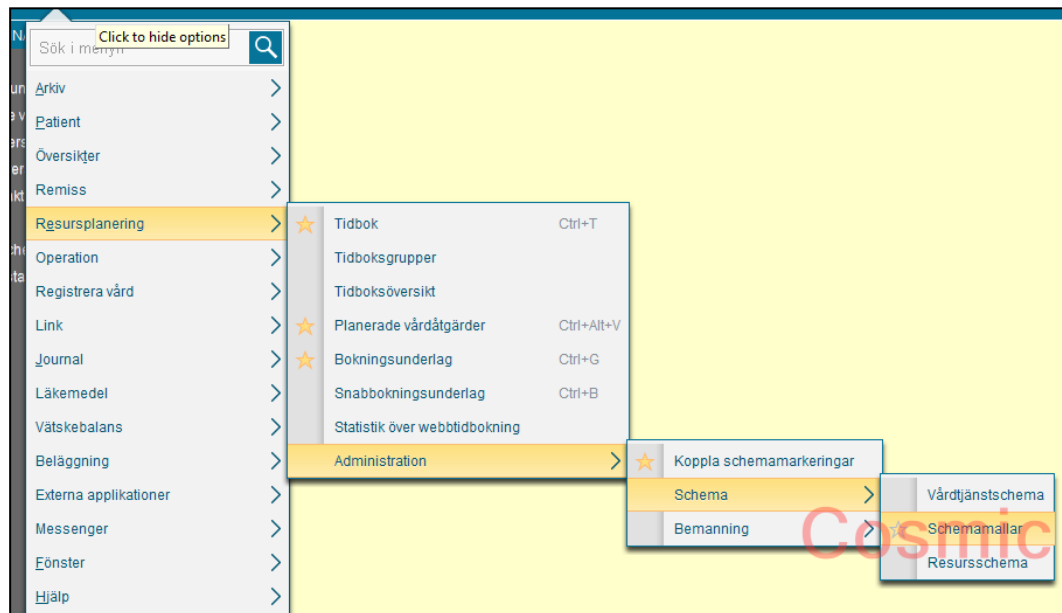 Click to hide options
Sök i menyn
Arkiv
Patient
Översikter
Remiss
Resursplanering
Operation
Registrera vård
Link
Journal
Läkemedel
Vätskebalans
Beläggning
Externa applikationer
Messenger
Fönster
Hjälp
Tidbok Ctrl+T
Tidboksgrupper
Tidboksöversikt
Planerade vårdåtgärder Ctrl+Alt+V
Bokningsunderlag Ctrl+G
Snabbokningsunderlag Ctrl+B
Statistik över webbtidbokning
Administration
Koppla schemamarkeringar
Schema
Bemanning
Vårdtjänstschema
Schemamallar
Resursschema
Cosmic